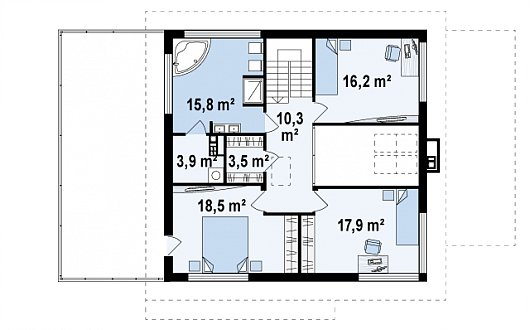 16,2 m²
15,8 m²
10,3
m²
3,9 m²
3,5 m²
18,5 m²
17,9 m²